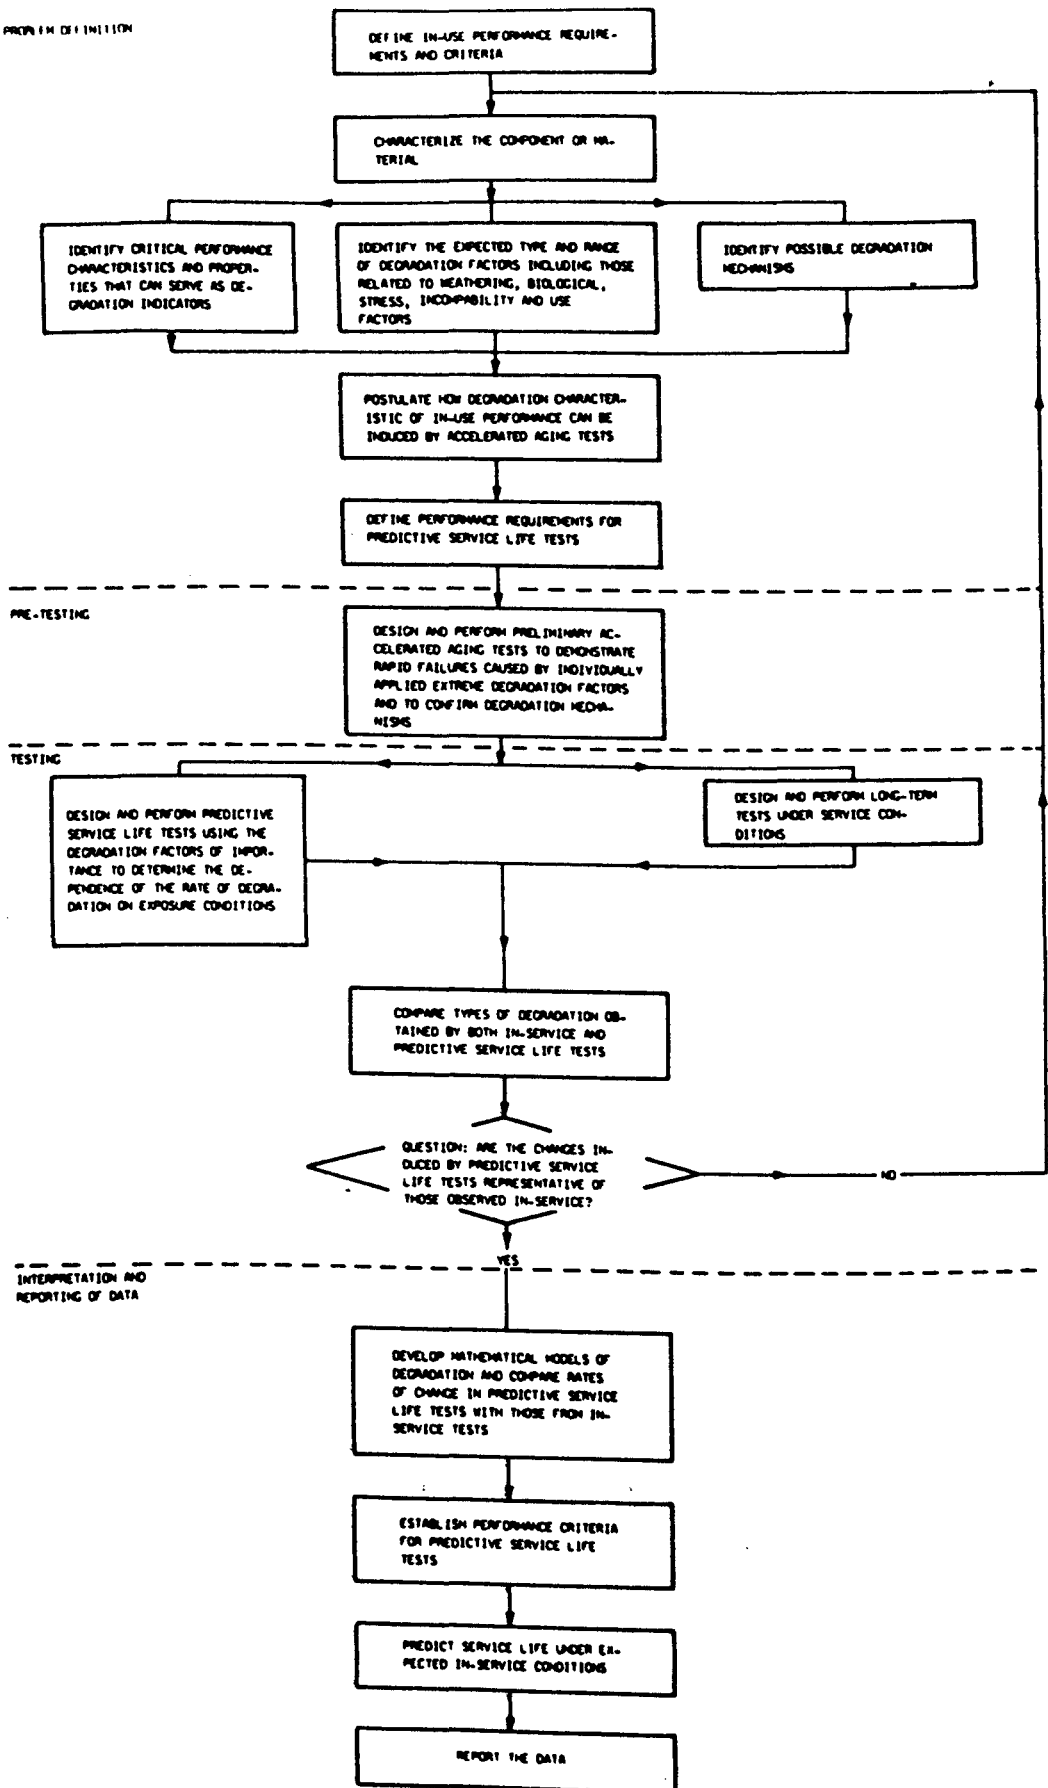 PROBLEM DEFINITION
DEFINE IN-USE PERFORMANCE REQUIRE-
MENTS AND CRITERIA
CHARACTERIZE THE COMPONENT OR MA-
TERIAL
IDENTIFY CRITICAL PERFORMANCE
CHARACTERISTICS AND PROPER-
TIES THAT CAN SERVE AS DE-
GRADATION INDICATORS
IDENTIFY THE EXPECTED TYPE AND RANGE
OF DEGRADATION FACTORS INCLUDING THOSE
RELATED TO WEATHERING, BIOLOGICAL,
STRESS, INCOMPABILITY AND USE
FACTORS
IDENTIFY POSSIBLE DEGRADATION
MECHANISMS
POSTULATE HOW DEGRADATION CHARACTER-
ISTIC OF IN-USE PERFORMANCE CAN BE
INDUCED BY ACCELERATED AGING TESTS
DEFINE PERFORMANCE REQUIREMENTS FOR
PREDICTIVE SERVICE LIFE TESTS
PRE-TESTING
DESIGN AND PERFORM PRELIMINARY AC-
CELERATED AGING TESTS TO DEMONSTRATE
RAPID FAILURES CAUSED BY INDIVIDUALLY
APPLIED EXTREME DEGRADATION FACTORS
AND TO CONFIRM DEGRADATION MECHA-
NISMS
TESTING
DESIGN AND PERFORM PREDICTIVE
SERVICE LIFE TESTS USING THE
DEGRADATION FACTORS OF IMPOR-
TANCE TO DETERMINE THE DE-
PENDENCE OF THE RATE OF DEGRA-
DATION ON EXPOSURE CONDITIONS
DESIGN AND PERFORM LONG-TERM
TESTS UNDER SERVICE CON-
DITIONS
COMPARE TYPES OF DEGRADATION OB-
TAINED BY BOTH IN-SERVICE AND
PREDICTIVE SERVICE LIFE TESTS
QUESTION: ARE THE CHANGES IN-
DUCED BY PREDICTIVE SERVICE
LIFE TESTS REPRESENTATIVE OF
THOSE OBSERVED IN-SERVICE?
NO
YES
INTERPRETATION AND
REPORTING OF DATA
DEVELOP MATHEMATICAL MODELS OF
DEGRADATION AND COMPARE RATES
OF CHANGE IN PREDICTIVE SERVICE
LIFE TESTS WITH THOSE FROM IN-
SERVICE TESTS
ESTABLISH PERFORMANCE CRITERIA
FOR PREDICTIVE SERVICE LIFE
TESTS
PREDICT SERVICE LIFE UNDER EX-
PECTED IN-SERVICE CONDITIONS
REPORT THE DATA